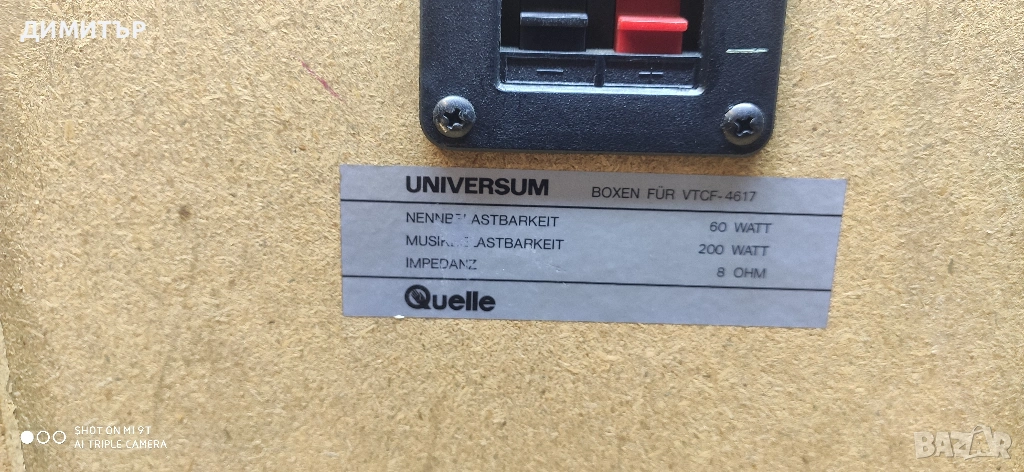 ДИМИТЪР
- +
UNIVERSUM BOXEN FÜR VTCF-4617
60 WATT
200 WATT
IMPEDANZ 8 OHM
Quelle
SHOT ON MI 9T
AI TRIPLE CAMERA
BAZAR